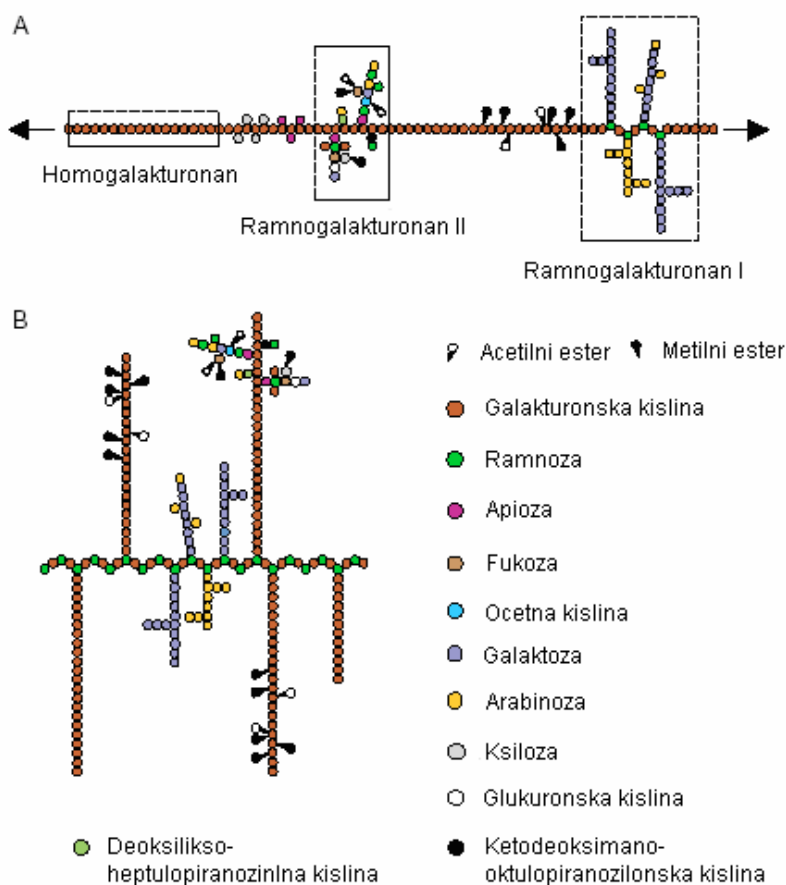 A
Homogalakturonan
Ramnogalakturonan II
Ramnogalakturonan I
B
Acetilni ester
Metilni ester
Galakturonska kislina
Ramnoza
Apioza
Fukoza
Ocetna kislina
Galaktoza
Arabinoza
Ksiloza
Glukuronska kislina
Deoksilikso-
heptulopiranozinlna kislina
Ketodeoksimano-
oktulopiranozilonska kislina